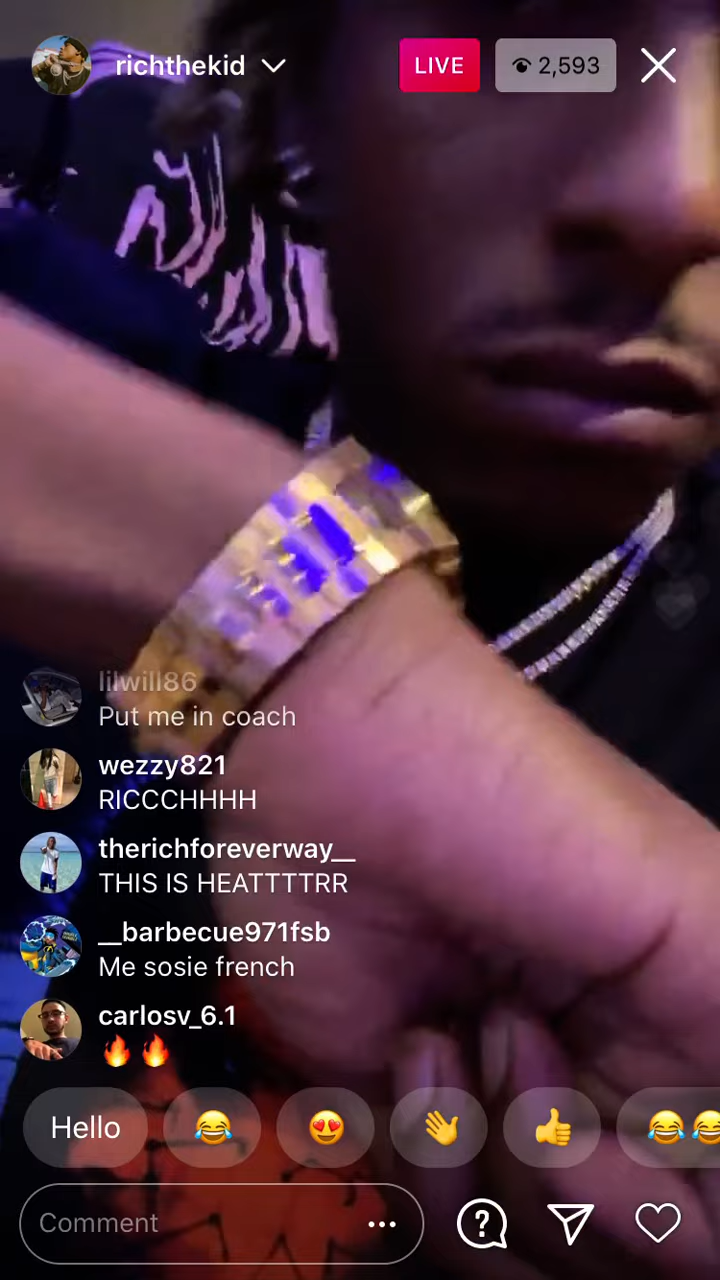 richthekid
LIVE
2,593
lilwill86
Put me in coach
wezzy821
RICCCHHHH
therichforeverway__
THIS IS HEATTTTRR
__barbecue971fsb
Me sosie french
carlosv_6.1
🔥 🔥
Hello
Comment